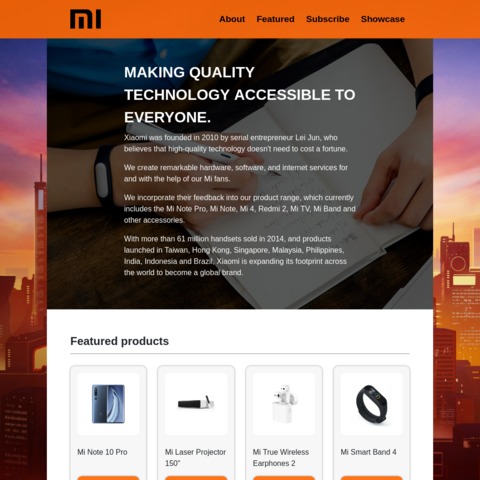 mi
About Featured Subscribe Showcase
MAKING QUALITY
TECHNOLOGY ACCESSIBLE TO
EVERYONE.
Xiaomi was founded in 2010 by serial entrepreneur Lei Jun, who
believes that high-quality technology doesn't need to cost a fortune.
We create remarkable hardware, software, and internet services for
and with the help of our Mi fans.
We incorporate their feedback into our product range, which currently
includes the Mi Note Pro, Mi Note, Mi 4, Redmi 2, Mi TV, Mi Band and
other accessories.
With more than 61 million handsets sold in 2014, and products
launched in Taiwan, Hong Kong, Singapore, Malaysia, Philippines,
India, Indonesia and Brazil, Xiaomi is expanding its footprint across
the world to become a global brand.
Featured products
Mi Note 10 Pro
Mi Laser Projector
150"
Mi True Wireless
Earphones 2
Mi Smart Band 4